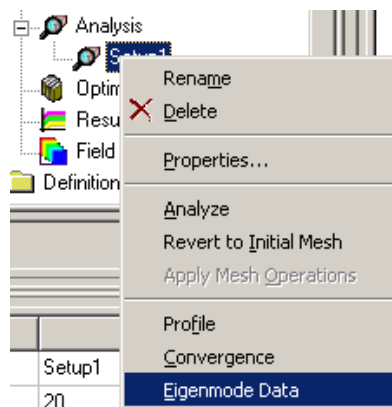 Analysis
Setup1
Rename
Delete
Properties...
Analyze
Revert to Initial Mesh
Apply Mesh Operations
Profile
Convergence
Eigenmode Data
Optim
Resu
Field
Definition
Setup1
20